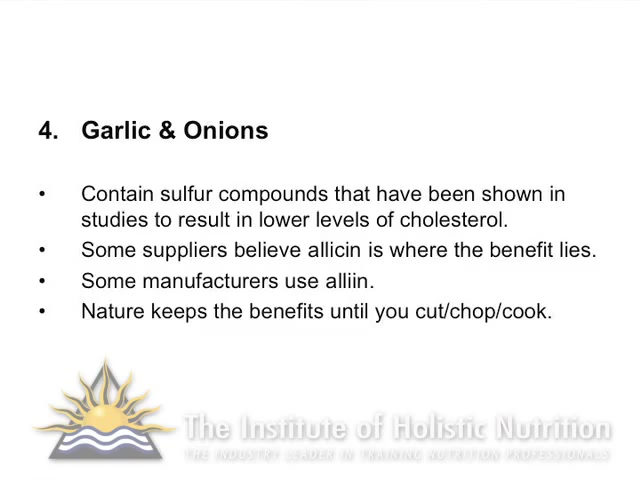 4. Garlic & Onions
• Contain sulfur compounds that have been shown in
studies to result in lower levels of cholesterol.
• Some suppliers believe allicin is where the benefit lies.
• Some manufacturers use alliin.
• Nature keeps the benefits until you cut/chop/cook.
The Institute of Holistic Nutrition
THE INDUSTRY LEADER IN TRAINING NUTRITION PROFESSIONALS